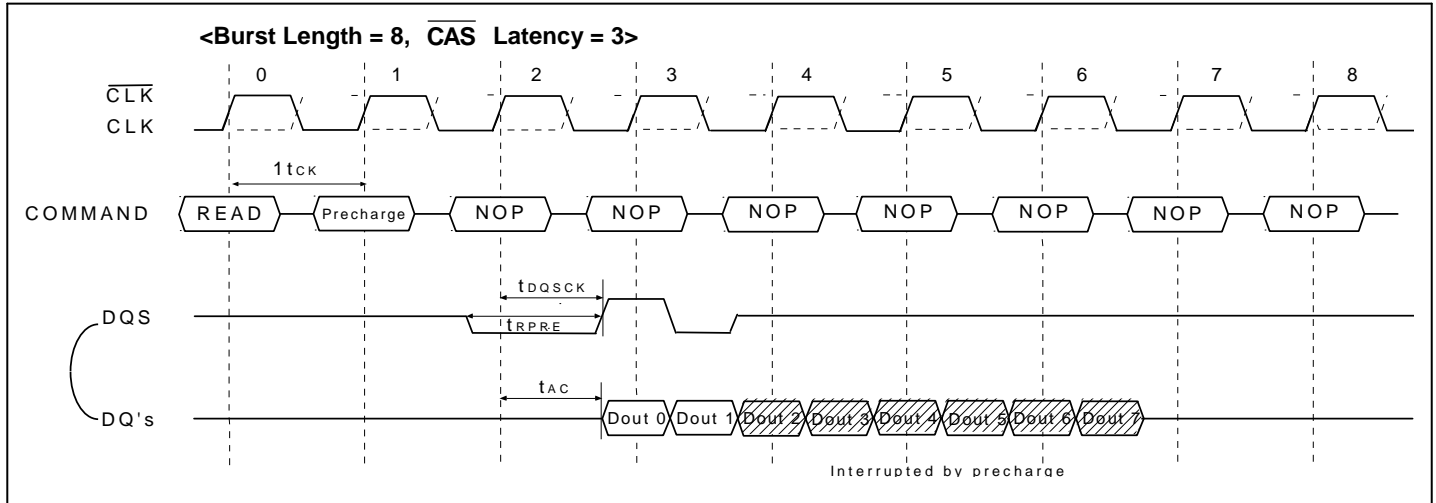 <Burst Length = 8, CAS Latency = 3>
0 1 2 3 4 5 6 7 8
CLK
CLK
1tCK
COMMAND READ Precharge NOP NOP NOP NOP NOP NOP NOP
tDQSCK
DQS
tRPRE
tAC
DQ's Dout 0 Dout 1 Dout 2 Dout 3 Dout 4 Dout 5 Dout 6 Dout 7
Interrupted by precharge